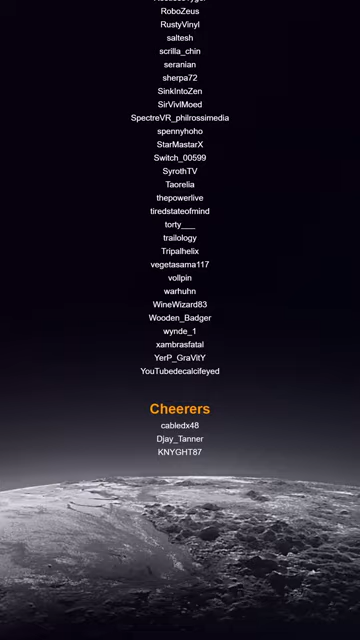 RoboZeus
RustyVinyl
saltesh
scrilla_chin
seranian
sherpa72
SinkIntoZen
SirVivlMoed
SpectreVR_philrossimedia
spennyhoho
StarMastarX
Switch_00599
SyrothTV
Taorelia
thepowerlive
tiredstateofmind
torty___
trailology
Tripalhelix
vegetasama117
vollpin
warhuhn
WineWizard83
Wooden_Badger
wynde_1
xambrasfatal
YerP_GraVitY
YouTubedecalcifeyed
Cheerers
cabledx48
Djay_Tanner
KNYGHT87